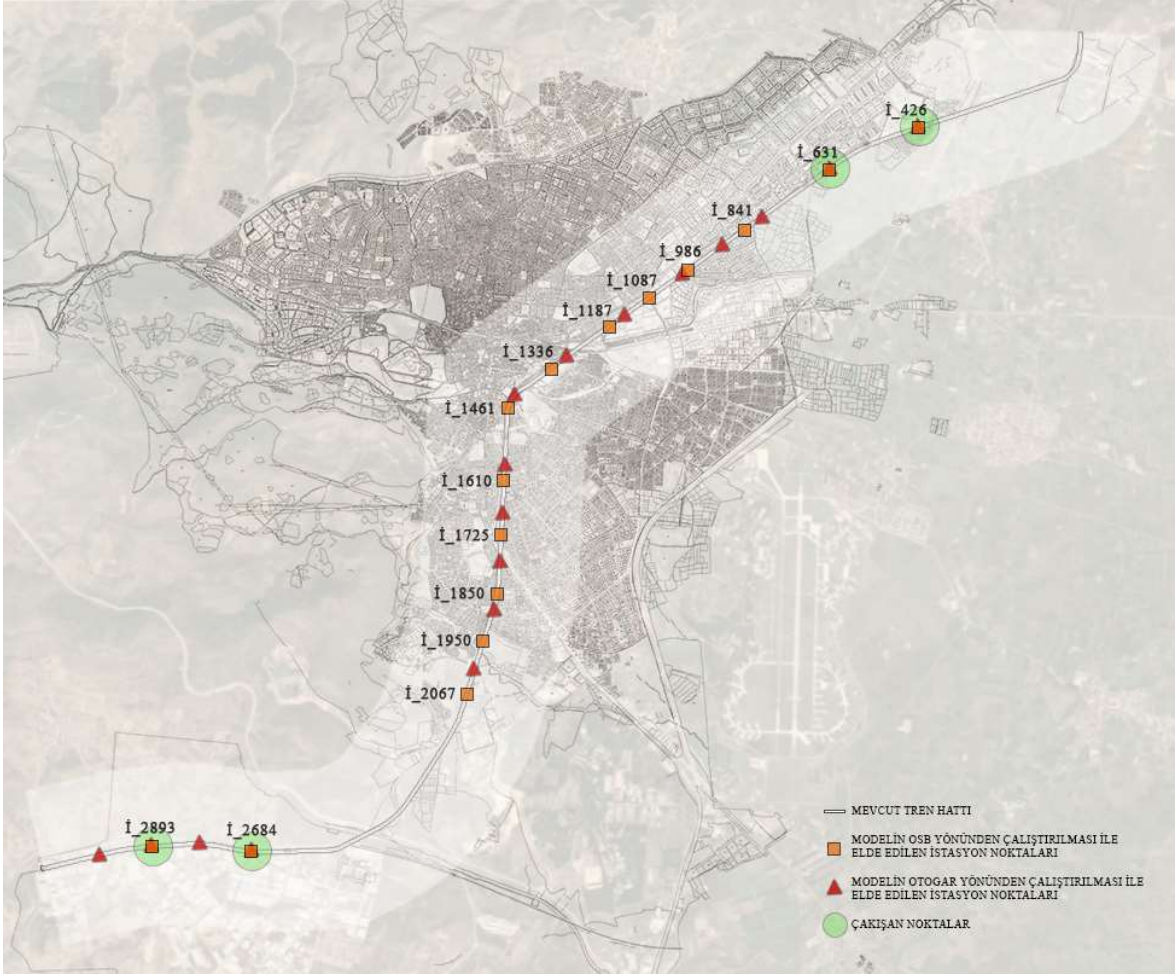 İ_426
İ_631
İ_841
İ_986
İ_1087
İ_1187
İ_1336
İ_1461
İ_1610
İ_1725
İ_1850
İ_1950
İ_2067
İ_2893
İ_2684
MEVCUT TREN HATTI
MODELİN OSB YÖNÜNDEN ÇALIŞTIRILMASI İLE
ELDE EDİLEN İSTASYON NOKTALARI
MODELİN OTOGAR YÖNÜNDEN ÇALIŞTIRILMASI İLE
ELDE EDİLEN İSTASYON NOKTALARI
ÇAKIŞAN NOKTALAR